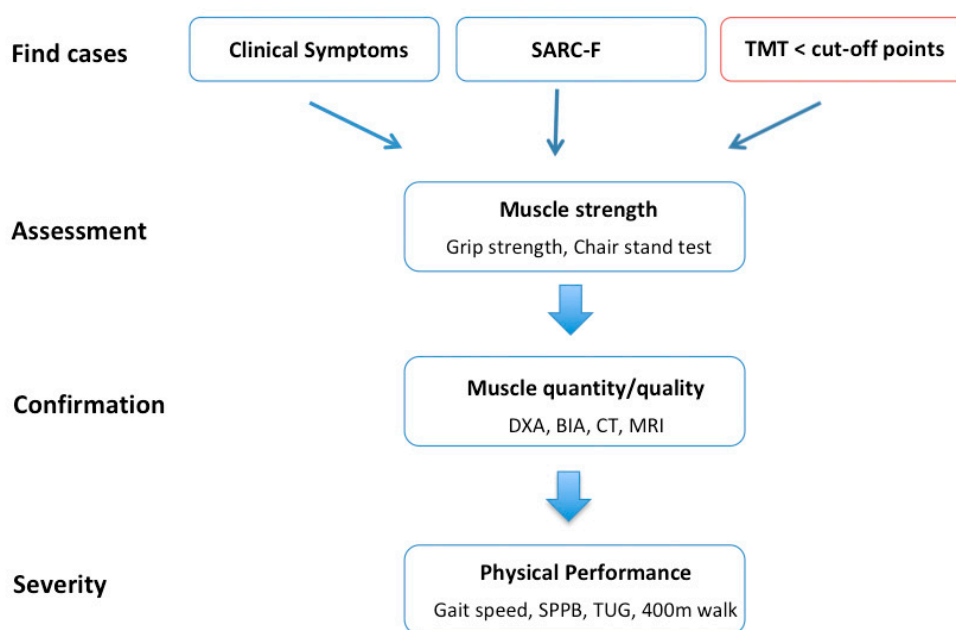 Find cases
Clinical Symptoms
SARC-F
TMT < cut-off points
Assessment
Muscle strength
Grip strength, Chair stand test
Confirmation
Muscle quantity/quality
DXA, BIA, CT, MRI
Severity
Physical Performance
Gait speed, SPPB, TUG, 400m walk